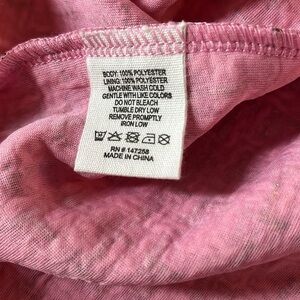 BODY: 100% POLYESTER
LINING: 100% POLYESTER
MACHINE WASH COLD
GENTLE WITH LIKE COLORS
DO NOT BLEACH
TUMBLE DRY LOW
REMOVE PROMPTLY
IRON LOW
RN # 147258
MADE IN CHINA